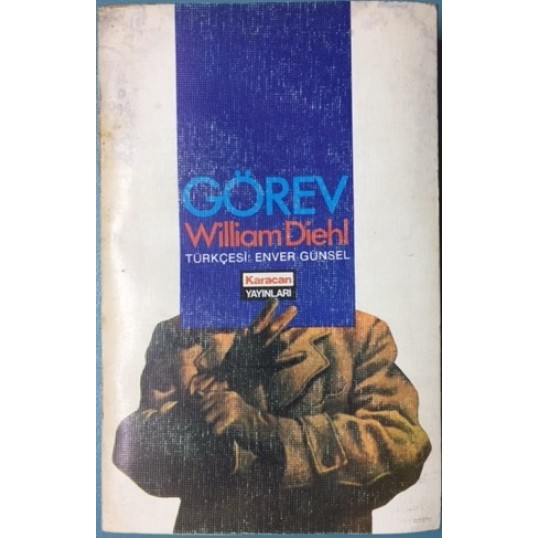 GÖREV
William Diehl
TÜRKÇESİ: ENVER GÜNSEL
Karacan
YAYINLARI